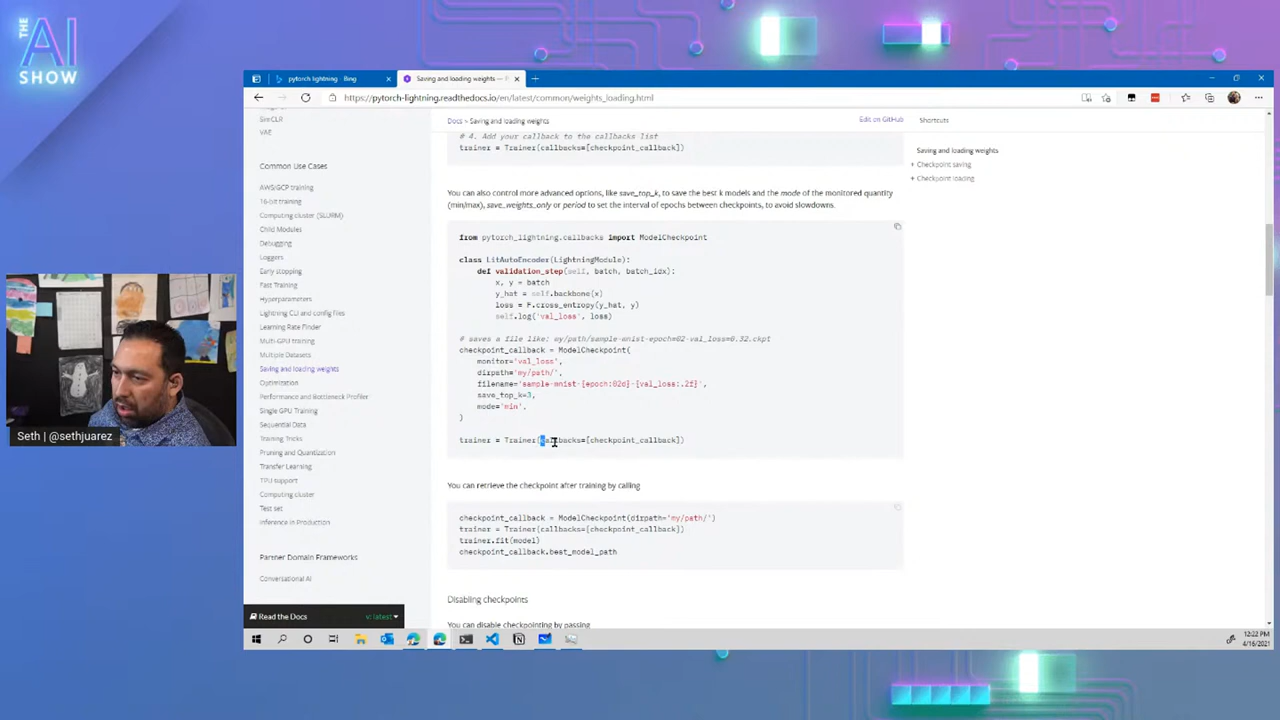 THE
AI
SHOW
pytorch lightning - Bing
Saving and loading weights —
https://pytorch-lightning.readthedocs.io/en/latest/common/weights_loading.html
SimCLR
VAE
Common Use Cases
AWS/GCP training
16-bit training
Computing cluster (SLURM)
Child Modules
Debugging
Loggers
Early stopping
Fast Training
Hyperparameters
Lightning CLI and config files
Learning Rate Finder
Multi-GPU training
Multiple Datasets
Saving and loading weights
Optimization
Performance and Bottleneck Profiler
Single GPU Training
Sequential Data
Training Tricks
Pruning and Quantization
Transfer Learning
TPU support
Computing cluster
Test set
Inference in Production
Partner Domain Frameworks
Conversational AI
Read the Docs
v: latest
Docs > Saving and loading weights
Edit on GitHub
# 4. Add your callback to the callbacks list
trainer = Trainer(callbacks=[checkpoint_callback])
You can also control more advanced options, like save_top_k, to save the best k models and the mode of the monitored quantity
(min/max), save_weights_only or period to set the interval of epochs between checkpoints, to avoid slowdowns.
from pytorch_lightning.callbacks import ModelCheckpoint
class LitAutoEncoder(LightningModule):
def validation_step(self, batch, batch_idx):
x, y = batch
y_hat = self.backbone(x)
loss = F.cross_entropy(y_hat, y)
self.log('val_loss', loss)
# saves a file like: my/path/sample-mnist-epoch=02-val_loss=0.32.ckpt
checkpoint_callback = ModelCheckpoint(
monitor='val_loss',
dirpath='my/path/',
filename='sample-mnist-{epoch:02d}-{val_loss:.2f}',
save_top_k=3,
mode='min',
)
trainer = Trainer(callbacks=[checkpoint_callback])
You can retrieve the checkpoint after training by calling
checkpoint_callback = ModelCheckpoint(dirpath='my/path/')
trainer = Trainer(callbacks=[checkpoint_callback])
trainer.fit(model)
checkpoint_callback.best_model_path
Disabling checkpoints
You can disable checkpointing by passing
Shortcuts
Saving and loading weights
+ Checkpoint saving
+ Checkpoint loading
Seth | @sethjuarez
12:22 PM
4/16/2021